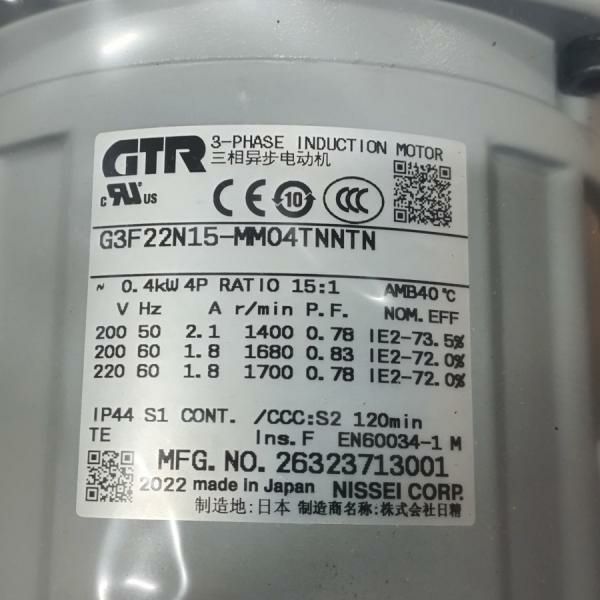 GTR 3-PHASE INDUCTION MOTOR
三相异步电动机
c RU US CE 10 CCC
G3F22N15-MM04TNNTN
~ 0.4kW 4P RATIO 15:1 AMB40℃
V Hz A r/min P.F. NOM.EFF
200 50 2.1 1400 0.78 IE2-73.5%
200 60 1.8 1680 0.83 IE2-72.0%
220 60 1.8 1700 0.78 IE2-72.0%
IP44 S1 CONT. /CCC:S2 120min
TE Ins.F EN60034-1 M
MFG. NO. 26323713001
2022 made in Japan NISSEI CORP.
制造地:日本 制造商名称:株式会社日精